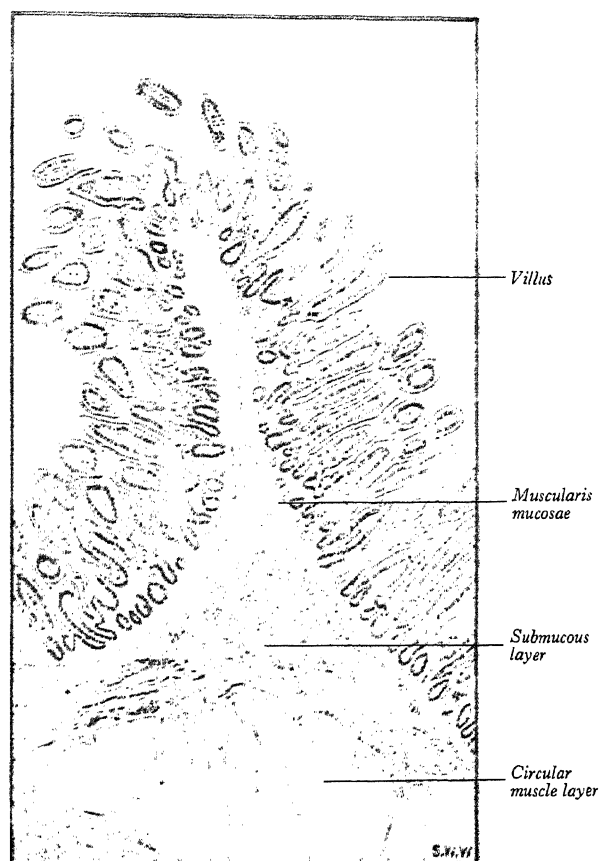 Villus
Muscularis
mucosae
Submucous
layer
Circular
muscle layer